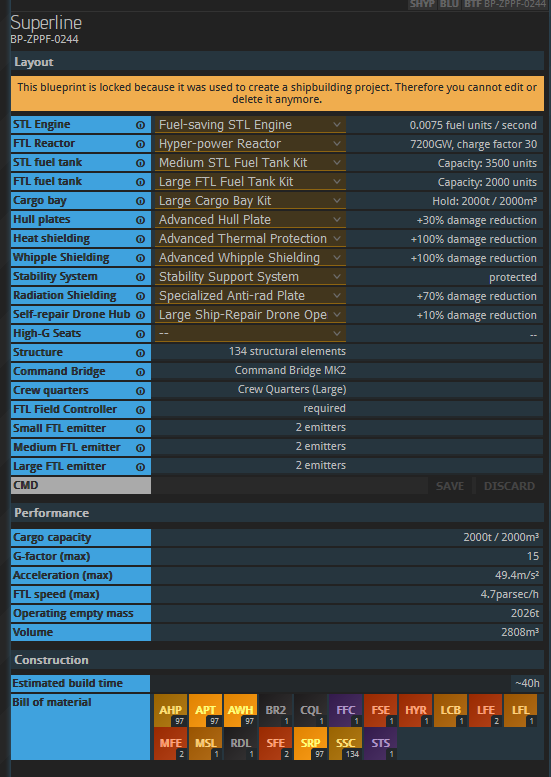 SHYP BLU BTF BP-ZPPF-0244
Superline
BP-ZPPF-0244
Layout
This blueprint is locked because it was used to create a shipbuilding project. Therefore you cannot edit or
delete it anymore.
STL Engine Fuel-saving STL Engine 0.0075 fuel units / second
FTL Reactor Hyper-power Reactor 7200GW, charge factor 30
STL fuel tank Medium STL Fuel Tank Kit Capacity: 3500 units
FTL fuel tank Large FTL Fuel Tank Kit Capacity: 2000 units
Cargo bay Large Cargo Bay Kit Hold: 2000t / 2000m³
Hull plates Advanced Hull Plate +30% damage reduction
Heat shielding Advanced Thermal Protection +100% damage reduction
Whipple Shielding Advanced Whipple Shielding +100% damage reduction
Stability System Stability Support System protected
Radiation Shielding Specialized Anti-rad Plate +70% damage reduction
Self-repair Drone Hub Large Ship-Repair Drone Ope +10% damage reduction
High-G Seats -- --
Structure 134 structural elements
Command Bridge Command Bridge MK2
Crew quarters Crew Quarters (Large)
FTL Field Controller required
Small FTL emitter 2 emitters
Medium FTL emitter 2 emitters
Large FTL emitter 2 emitters
CMD SAVE DISCARD
Performance
Cargo capacity 2000t / 2000m³
G-factor (max) 15
Acceleration (max) 49.4m/s²
FTL speed (max) 4.7parsec/h
Operating empty mass 2026t
Volume 2808m³
Construction
Estimated build time ~40h
Bill of material AHP APT AWH BR2 CQL FFC FSE HYR LCB LFE LFL
97 97 97 1 1 1 1 1 1 2 1
MFE MSL RDL SFE SRP SSC STS
2 1 1 2 97 134 1